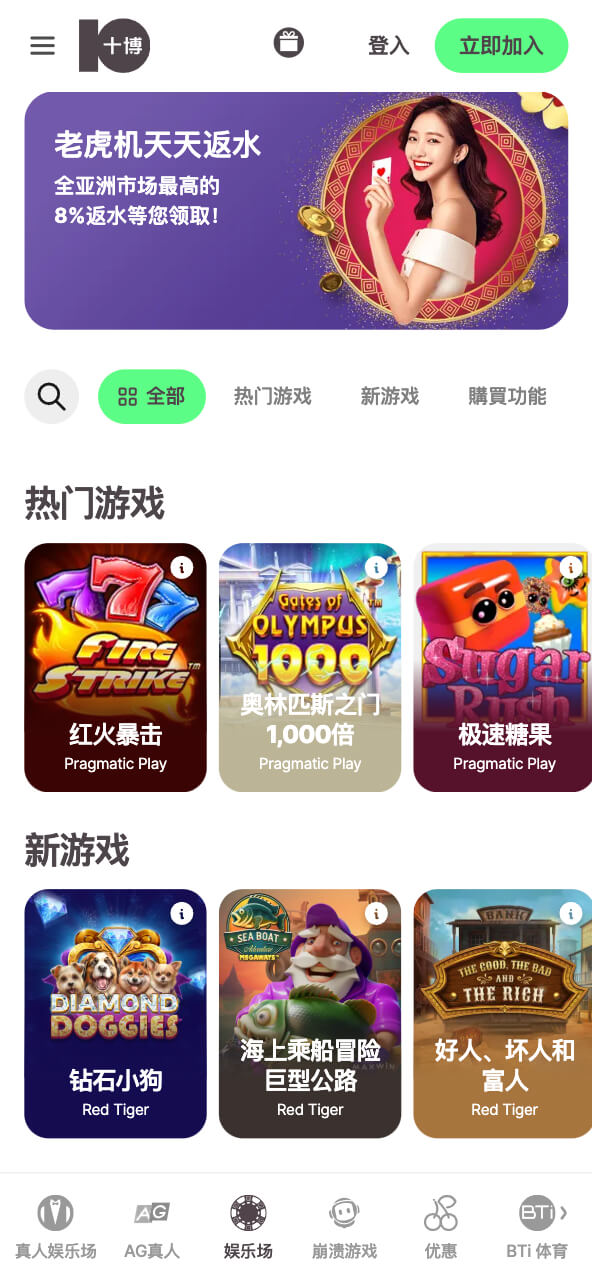 十博
登入
立即加入
老虎机天天返水
全亚洲市场最高的
8%返水等您领取!
全部
热门游戏
新游戏
購買功能
热门游戏
777
FIRE
STRIKE™
红火暴击
Pragmatic Play
Gates of
OLYMPUS™
1000
奥林匹斯之门
1,000倍
Pragmatic Play
Sugar
Rush
极速糖果
Pragmatic Play
新游戏
DIAMOND
DOGGIES
钻石小狗
Red Tiger
SEA BOAT
Adventure
MEGAWAYS™
MAXWIN
海上乘船冒险
巨型公路
Red Tiger
BANK
THE GOOD, THE BAD
AND
THE RICH
好人、坏人和
富人
Red Tiger
真人娱乐场
AG
AG真人
娱乐场
崩溃游戏
优惠
BTi
BTi 体育